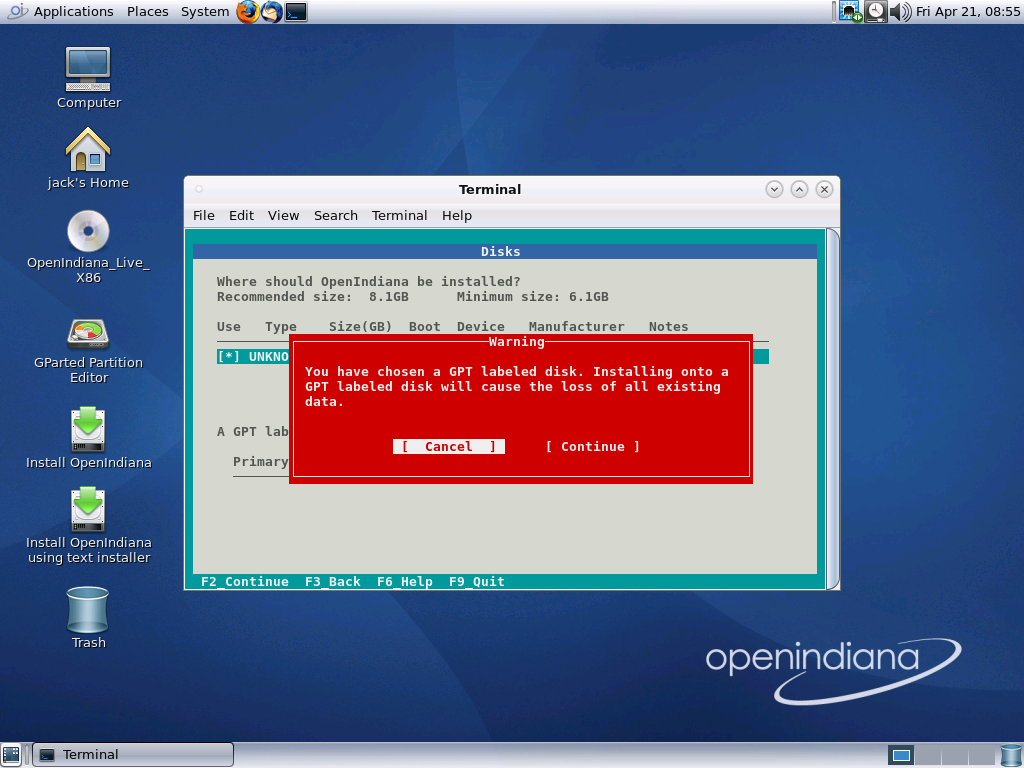 Applications Places System Fri Apr 21, 08:55
Computer
jack's Home
OpenIndiana_Live_
X86
GParted Partition
Editor
Install OpenIndiana
Install OpenIndiana
using text installer
Trash
Terminal
File Edit View Search Terminal Help
Disks
Where should OpenIndiana be installed?
Recommended size: 8.1GB Minimum size: 6.1GB
Use Type Size(GB) Boot Device Manufacturer Notes
[*] UNKNO
A GPT lab
Primary
Warning
You have chosen a GPT labeled disk. Installing onto a
GPT labeled disk will cause the loss of all existing
data.
[ Cancel ] [ Continue ]
F2_Continue F3_Back F6_Help F9_Quit
openindiana
Terminal